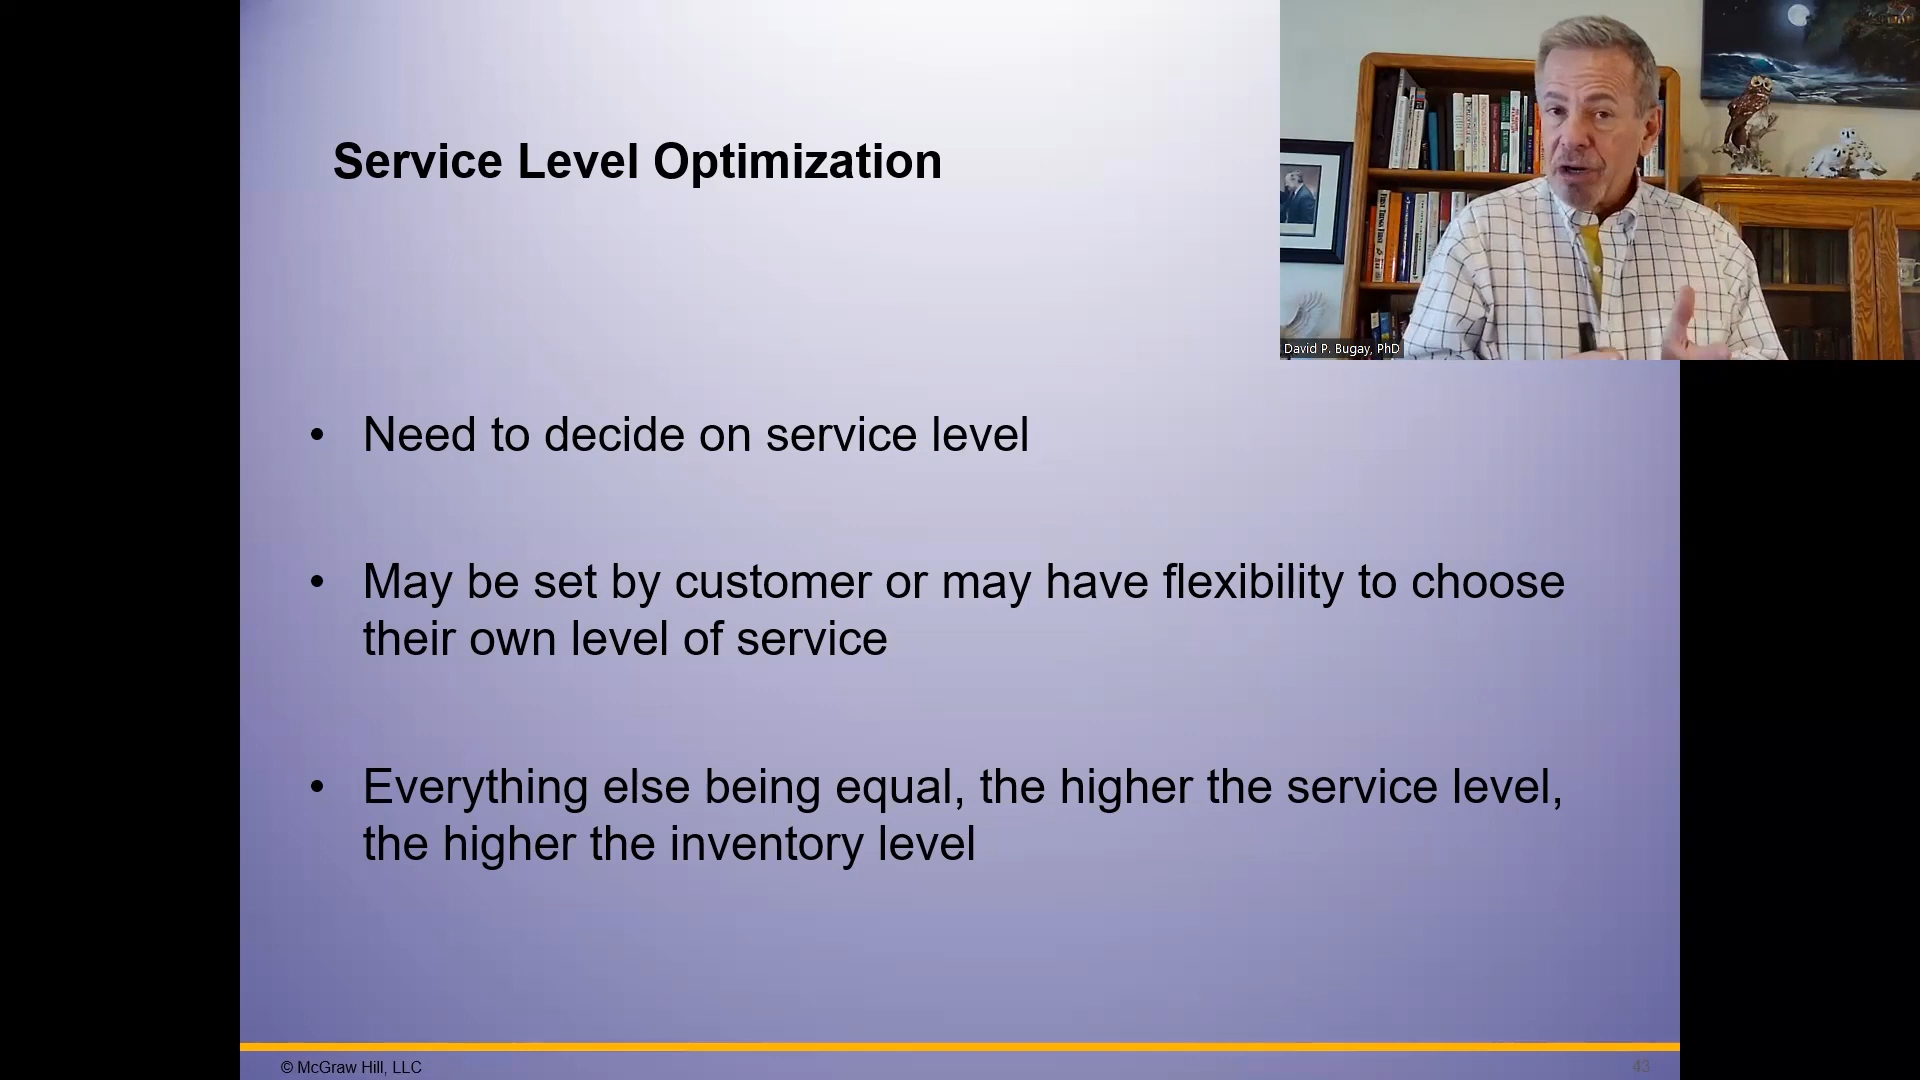 Service Level Optimization
David P. Bugay, PhD
• Need to decide on service level
• May be set by customer or may have flexibility to choose
their own level of service
• Everything else being equal, the higher the service level,
the higher the inventory level
© McGraw Hill, LLC
43